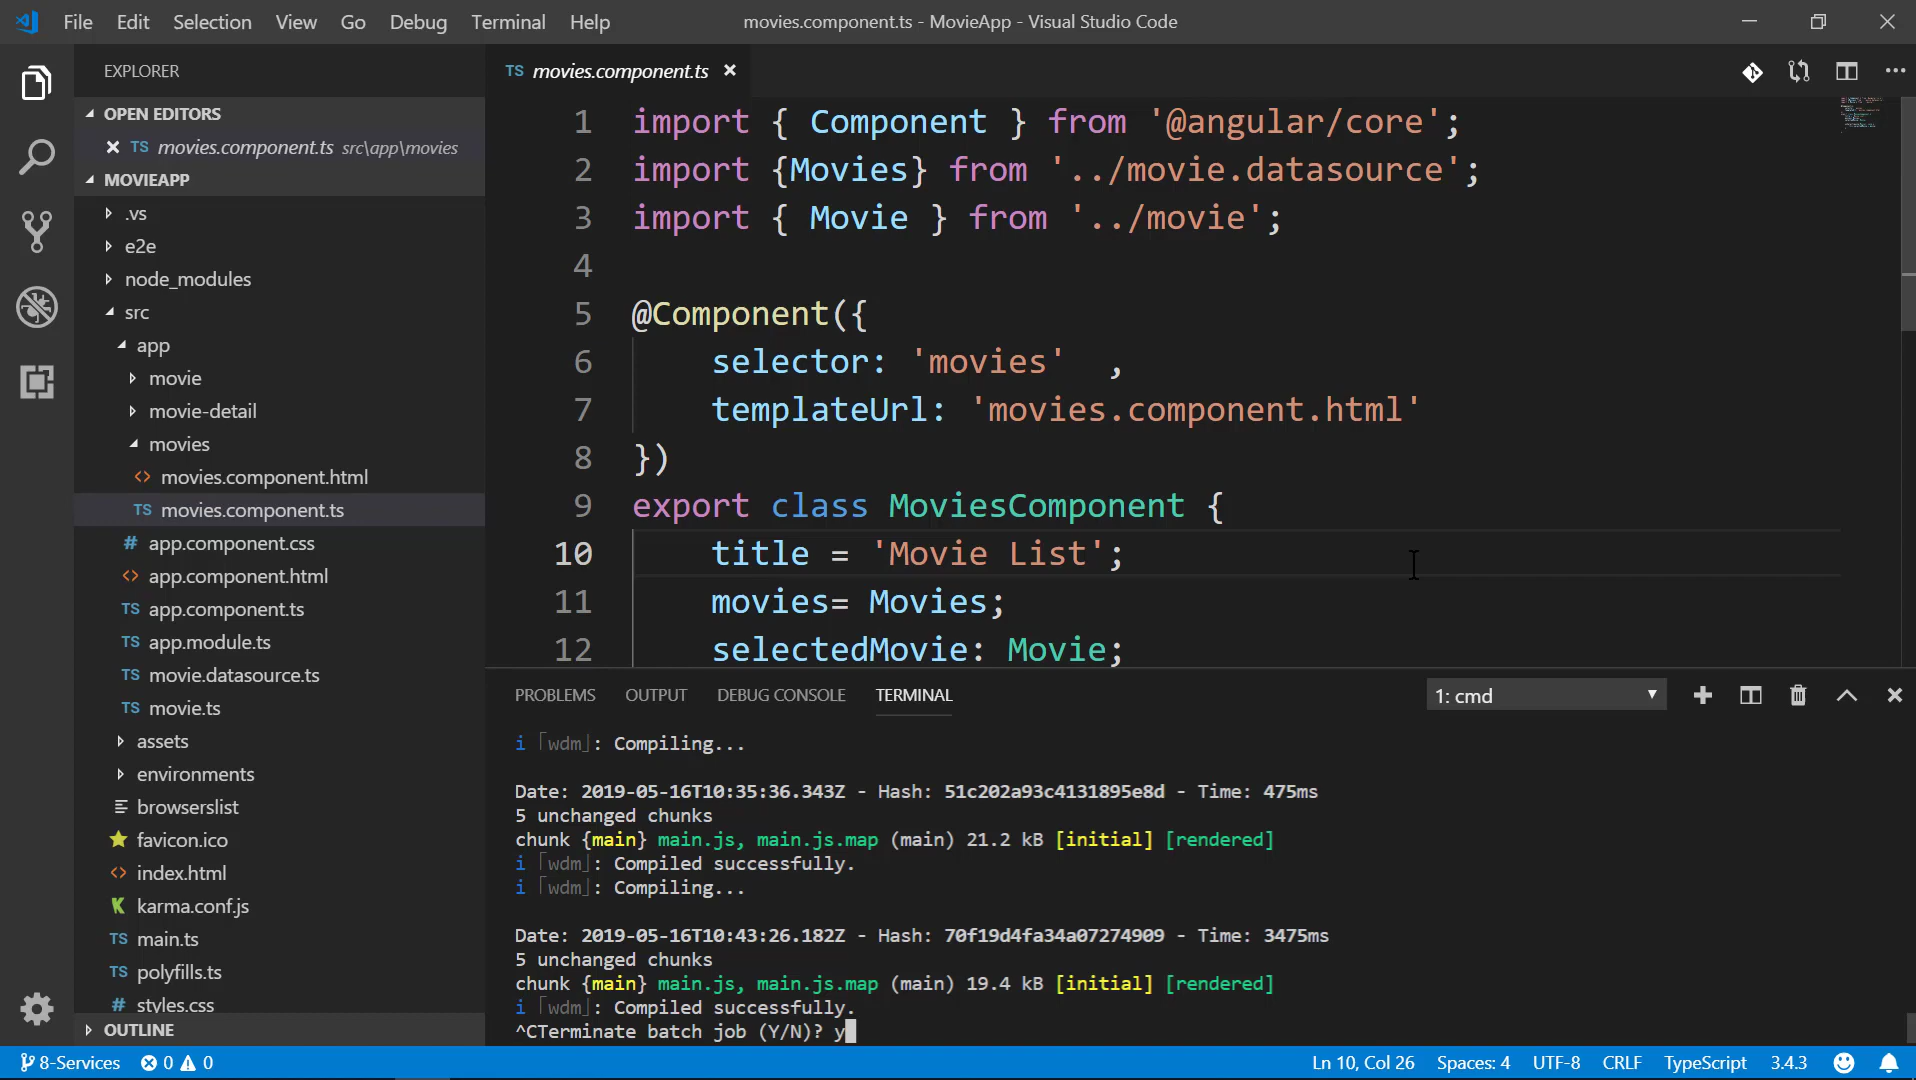 File Edit Selection View Go Debug Terminal Help
movies.component.ts - MovieApp - Visual Studio Code
EXPLORER
OPEN EDITORS
TS movies.component.ts src\app\movies
MOVIEAPP
.vs
e2e
node_modules
src
app
movie
movie-detail
movies
<> movies.component.html
TS movies.component.ts
# app.component.css
<> app.component.html
TS app.component.ts
TS app.module.ts
TS movie.datasource.ts
TS movie.ts
assets
environments
browserslist
favicon.ico
<> index.html
K karma.conf.js
TS main.ts
TS polyfills.ts
# styles.css
OUTLINE
TS movies.component.ts
1 import { Component } from '@angular/core';
2 import {Movies} from '../movie.datasource';
3 import { Movie } from '../movie';
4
5 @Component({
6 selector: 'movies' ,
7 templateUrl: 'movies.component.html'
8 })
9 export class MoviesComponent {
10 title = 'Movie List';
11 movies= Movies;
12 selectedMovie: Movie;
PROBLEMS OUTPUT DEBUG CONSOLE TERMINAL
1: cmd
i ｢wdm｣: Compiling...
Date: 2019-05-16T10:35:36.343Z - Hash: 51c202a93c4131895e8d - Time: 475ms
5 unchanged chunks
chunk {main} main.js, main.js.map (main) 21.2 kB [initial] [rendered]
i ｢wdm｣: Compiled successfully.
i ｢wdm｣: Compiling...
Date: 2019-05-16T10:43:26.182Z - Hash: 70f19d4fa34a07274909 - Time: 3475ms
5 unchanged chunks
chunk {main} main.js, main.js.map (main) 19.4 kB [initial] [rendered]
i ｢wdm｣: Compiled successfully.
^CTerminate batch job (Y/N)? y
8-Services 0 0
Ln 10, Col 26 Spaces: 4 UTF-8 CRLF TypeScript 3.4.3